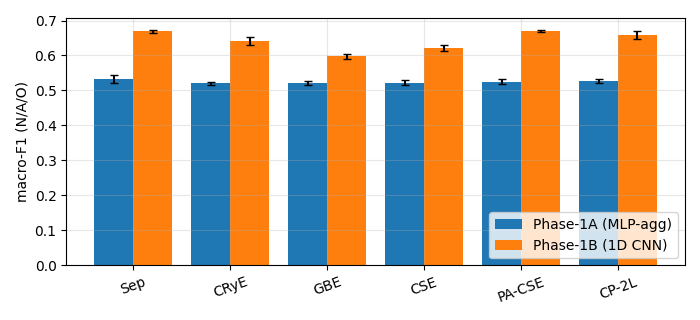 macro-F1 (N/A/O)
0.7
0.6
0.5
0.4
0.3
0.2
0.1
0.0
Phase-1A (MLP-agg)
Phase-1B (1D CNN)
Sep
CRyE
GBE
CSE
PA-CSE
CP-2L